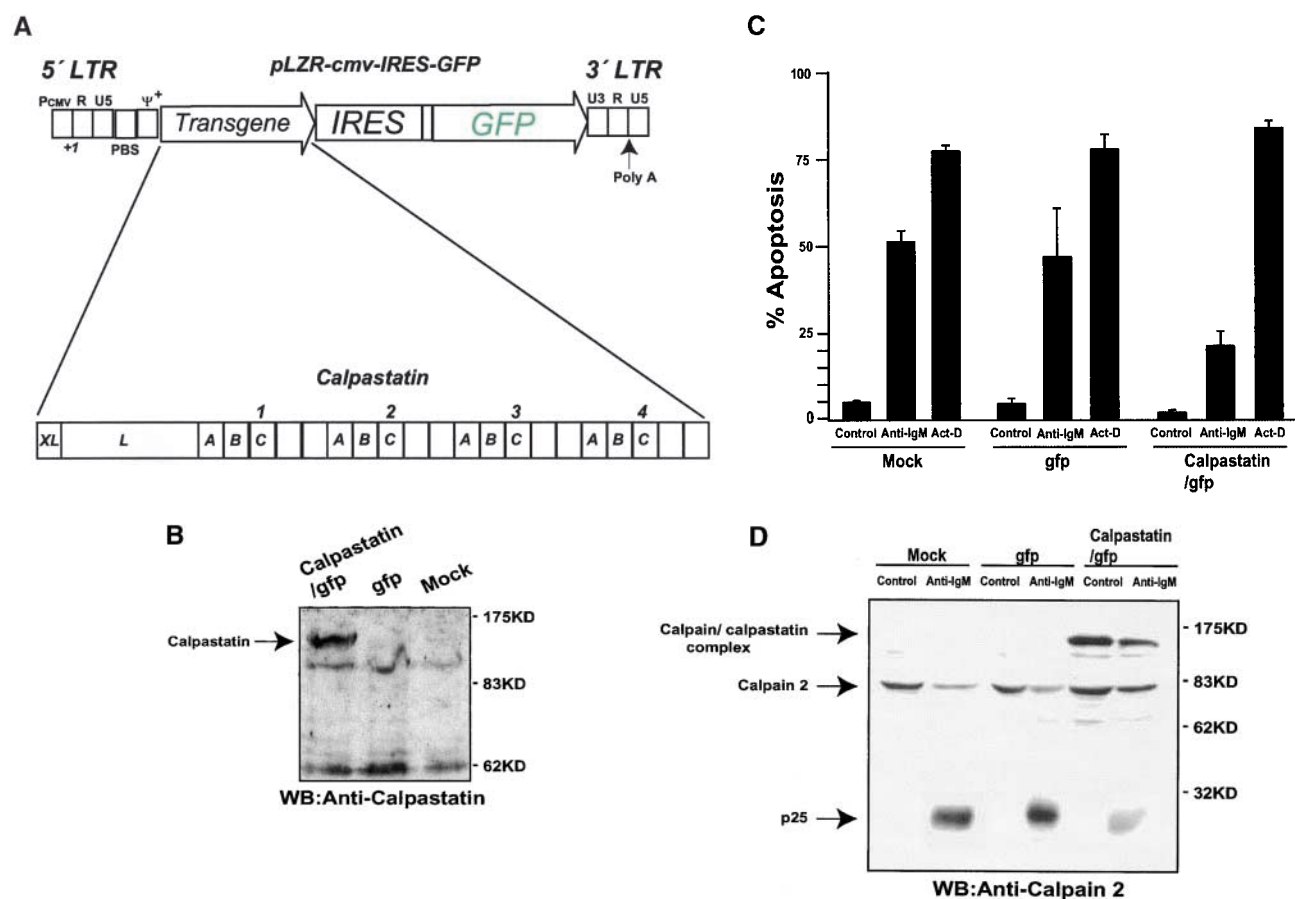 A
5´ LTR
pLZR-cmv-IRES-GFP
3´ LTR
PCMV R U5 Ψ+
U3 R U5
Transgene
IRES
GFP
+1
PBS
Poly A
Calpastatin
1 2 3 4
XL L A B C A B C A B C A B C
B
Calpastatin
/gfp
gfp
Mock
175KD
Calpastatin
83KD
62KD
WB:Anti-Calpastatin
C
% Apoptosis
100
75
50
25
0
Control Anti-IgM Act-D
Control Anti-IgM Act-D
Control Anti-IgM Act-D
Mock
gfp
Calpastatin
/gfp
D
Mock
gfp
Calpastatin
/gfp
Control Anti-IgM Control Anti-IgM Control Anti-IgM
Calpain/ calpastatin
complex
Calpain 2
p25
175KD
83KD
62KD
32KD
WB:Anti-Calpain 2